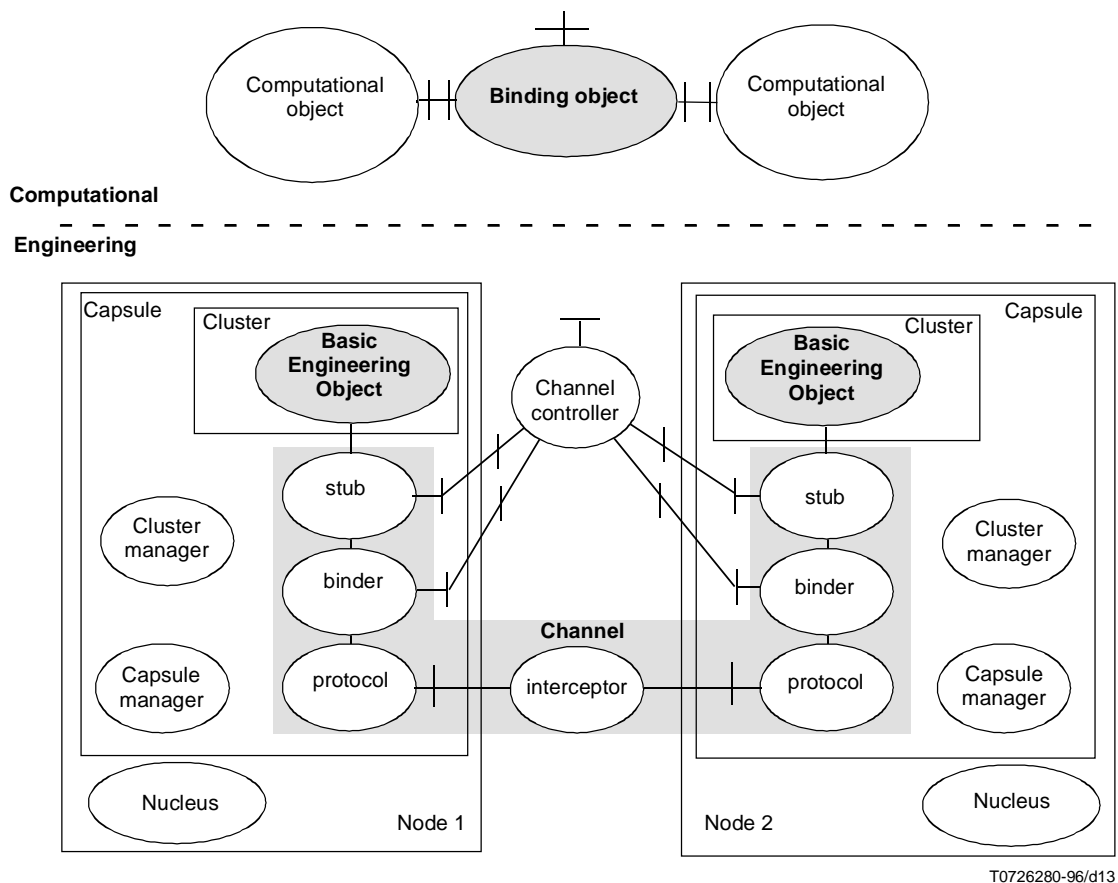 Computational
object
Binding object
Computational
object
Computational
Engineering
Capsule
Cluster
Basic
Engineering
Object
stub
binder
protocol
Cluster
manager
Capsule
manager
Nucleus
Node 1
Channel
controller
Channel
interceptor
Capsule
Cluster
Basic
Engineering
Object
stub
binder
protocol
Cluster
manager
Capsule
manager
Node 2
Nucleus
T0726280-96/d13